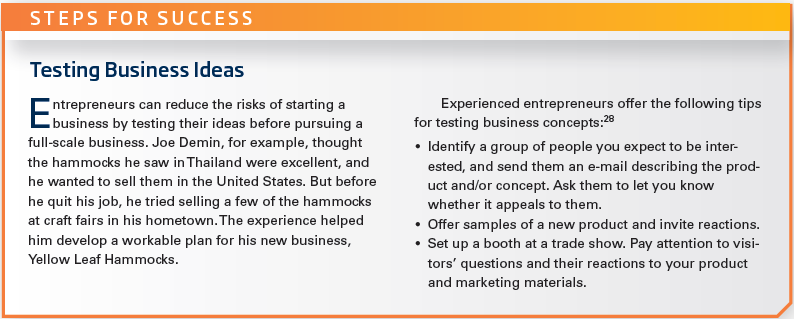 STEPS FOR SUCCESS
Testing Business Ideas
Entrepreneurs can reduce the risks of starting a
business by testing their ideas before pursuing a
full-scale business. Joe Demin, for example, thought
the hammocks he saw in Thailand were excellent, and
he wanted to sell them in the United States. But before
he quit his job, he tried selling a few of the hammocks
at craft fairs in his hometown. The experience helped
him develop a workable plan for his new business,
Yellow Leaf Hammocks.
Experienced entrepreneurs offer the following tips
for testing business concepts:28
• Identify a group of people you expect to be inter-
ested, and send them an e-mail describing the prod-
uct and/or concept. Ask them to let you know
whether it appeals to them.
• Offer samples of a new product and invite reactions.
• Set up a booth at a trade show. Pay attention to visi-
tors' questions and their reactions to your product
and marketing materials.